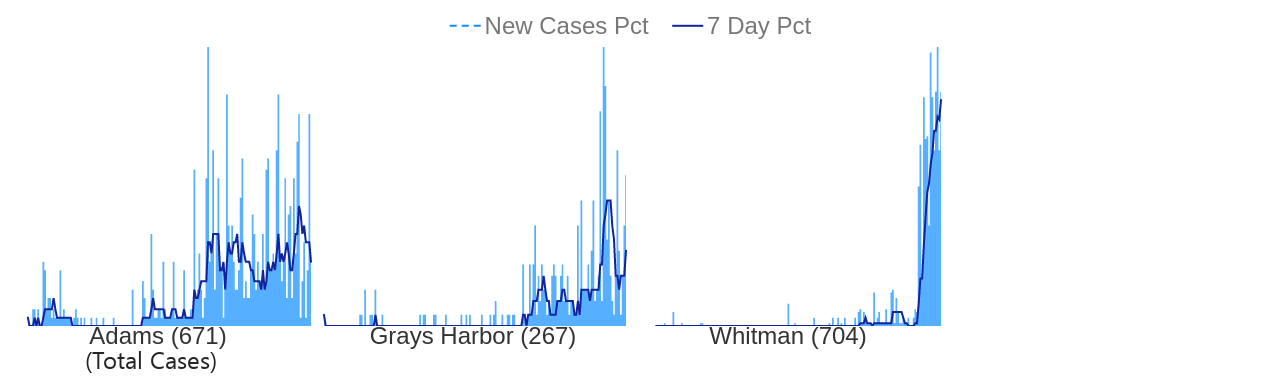 New Cases Pct 7 Day Pct
Adams (671) Grays Harbor (267) Whitman (704)
(Total Cases)